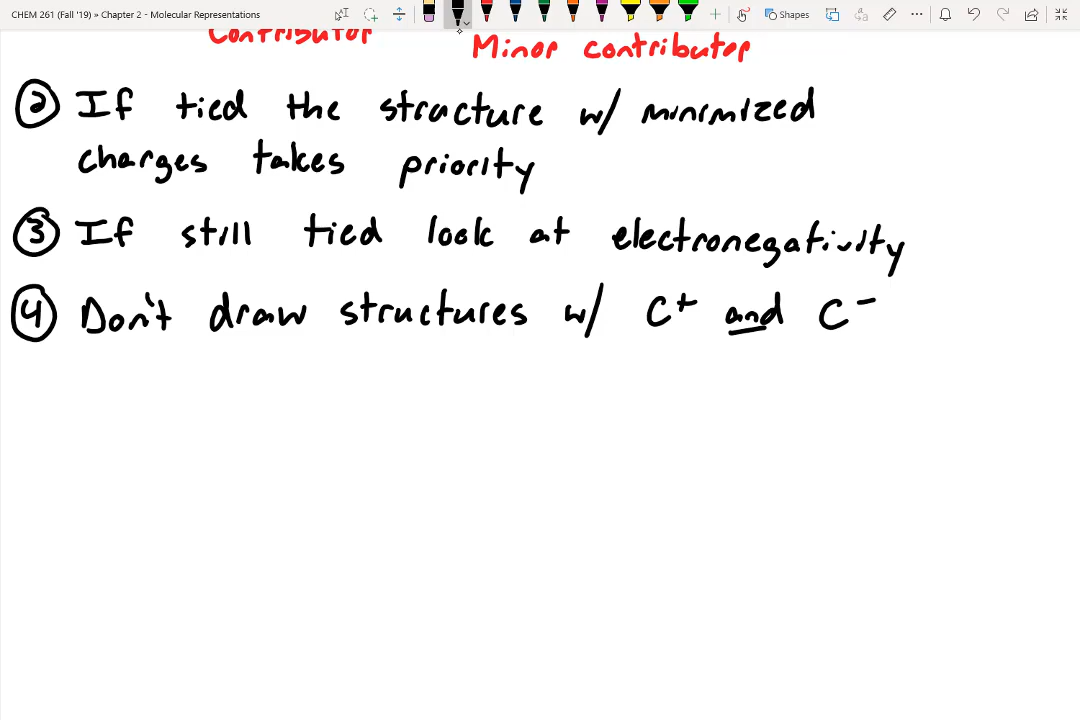 CHEM 261 (Fall '19) » Chapter 2 - Molecular Representations
Shapes
Contributor
Minor contributor
② If tied the structure w/ minimized
charges takes priority
③ If still tied look at electronegativity
④ Don't draw structures w/ C+ and C-